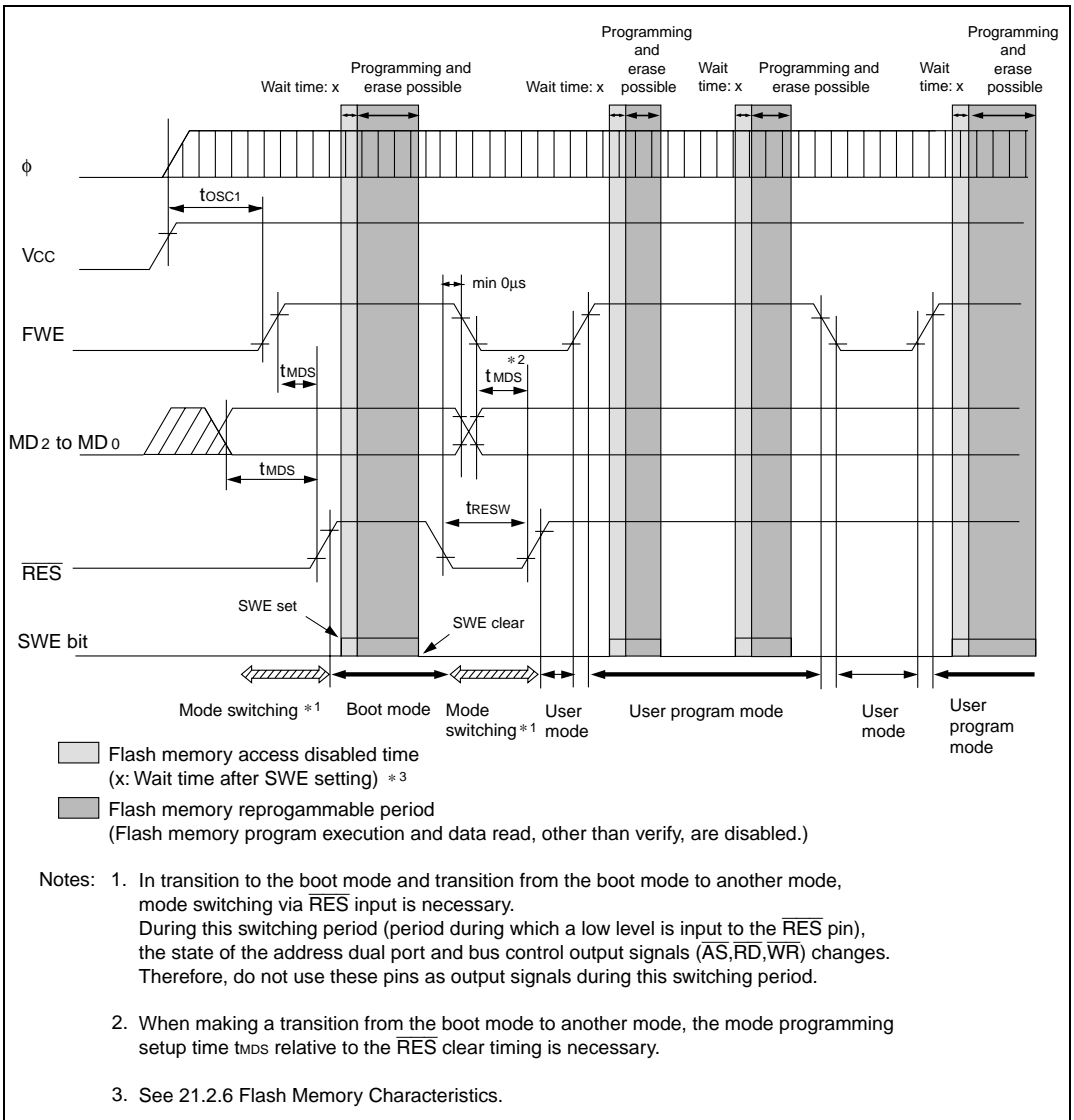 Programming
and
erase
possible
Programming
and
erase
possible
Wait time: x
Programming and
erase possible
Wait time: x
Wait
time: x
Programming and
erase possible
Wait
time: x
ϕ
tOSC1
VCC
min 0μs
FWE
tMDS
*2
tMDS
MD2 to MD0
tMDS
tRESW
RES
SWE set
SWE clear
SWE bit
Mode switching *1
Boot mode
Mode
switching *1
User
mode
User program mode
User
mode
User
program
mode
Flash memory access disabled time
(x: Wait time after SWE setting) *3
Flash memory reprogammable period
(Flash memory program execution and data read, other than verify, are disabled.)
Notes: 1. In transition to the boot mode and transition from the boot mode to another mode,
mode switching via RES input is necessary.
During this switching period (period during which a low level is input to the RES pin),
the state of the address dual port and bus control output signals (AS,RD,WR) changes.
Therefore, do not use these pins as output signals during this switching period.
2. When making a transition from the boot mode to another mode, the mode programming
setup time tMDS relative to the RES clear timing is necessary.
3. See 21.2.6 Flash Memory Characteristics.